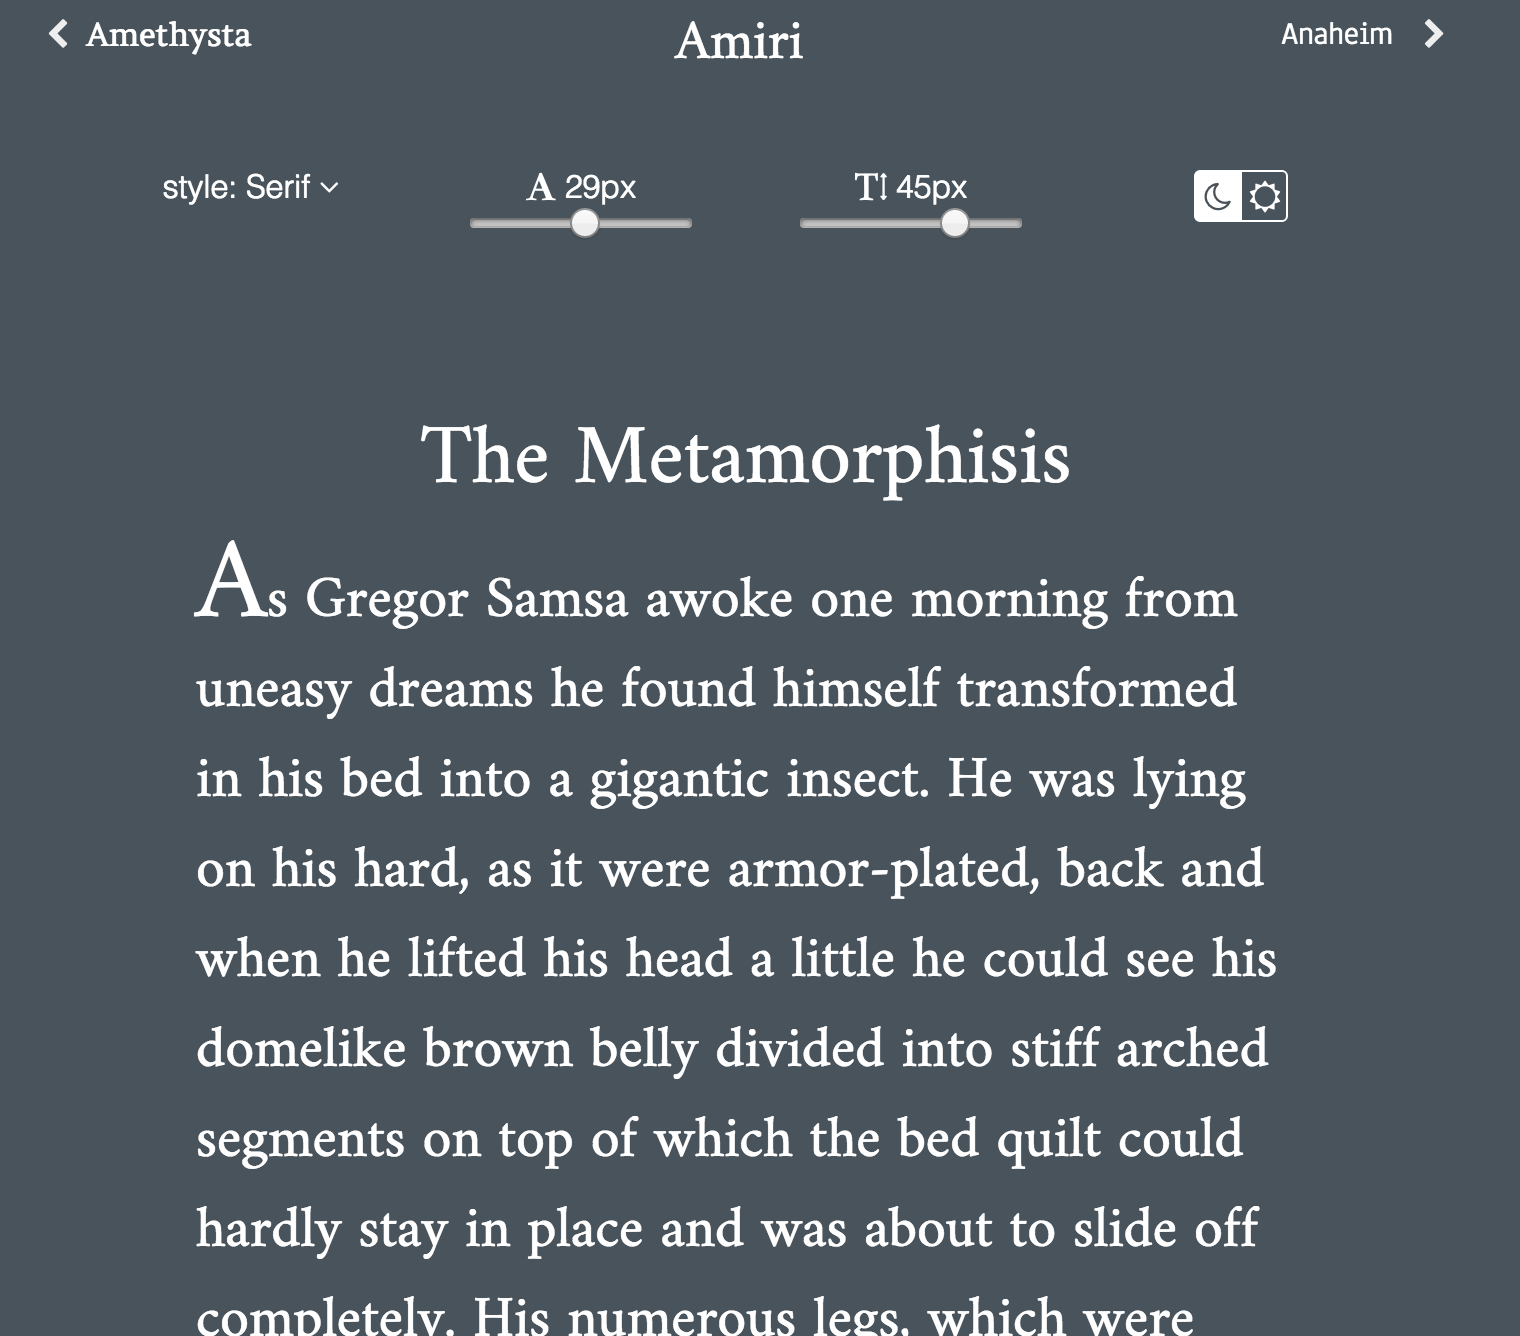 Amethysta
Amiri
Anaheim
style: Serif
A 29px
T 45px
The Metamorphisis
As Gregor Samsa awoke one morning from
uneasy dreams he found himself transformed
in his bed into a gigantic insect. He was lying
on his hard, as it were armor-plated, back and
when he lifted his head a little he could see his
domelike brown belly divided into stiff arched
segments on top of which the bed quilt could
hardly stay in place and was about to slide off
completely. His numerous legs, which were